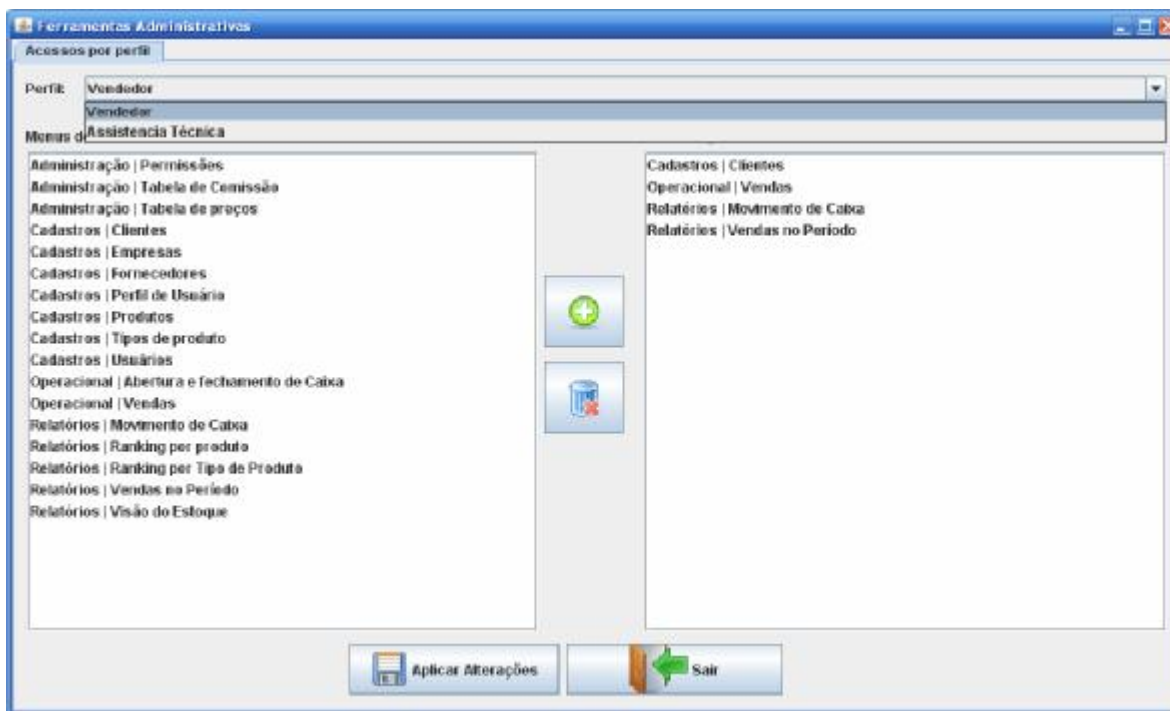 Ferramentas Administrativas
Acessos por perfil
Perfil:
Vendedor
Vendedor
Assistencia Técnica
Menus d
Administração | Permissões
Administração | Tabela de Comissão
Administração | Tabela de preços
Cadastros | Clientes
Cadastros | Empresas
Cadastros | Fornecedores
Cadastros | Perfil de Usuário
Cadastros | Produtos
Cadastros | Tipos de produto
Cadastros | Usuários
Operacional | Abertura e fechamento de Caixa
Operacional | Vendas
Relatórios | Movimento de Caixa
Relatórios | Ranking por produto
Relatórios | Ranking por Tipo de Produto
Relatórios | Vendas no Período
Relatórios | Visão do Estoque
Cadastros | Clientes
Operacional | Vendas
Relatórios | Movimento de Caixa
Relatórios | Vendas no Período
Aplicar Alterações
Sair